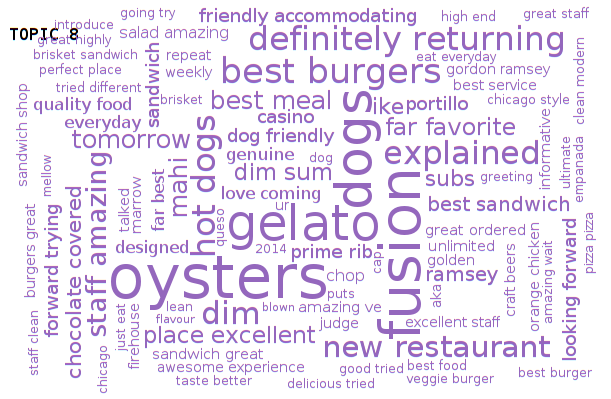 going try
introduce
friendly accommodating
high end
great staff
TOPIC 8
great highly
salad amazing
definitely returning
brisket sandwich
repeat
eat everyday
perfect place
weekly
best burgers
gordon ramsey
clean modern
tried different
best service
sandwich
brisket
best meal
like
portillo
chicago style
quality food
casino
sandwich shop
everyday
dog friendly
far favorite
tomorrow
hot dogs
dogs
informative
ultimate
empanada
genuine
dog
explained
mellow
mahi
dim sum
subs
greeting
far best
love coming
best sandwich
talked
marrow
ur
gelato
fusion
queso
great ordered
pizza pizza
burgers great
forward trying
chocolate covered
staff amazing
designed
2014
prime rib
unlimited
orange chicken
amazing wait
looking forward
cap
golden
oysters
chop
ramsey
craft beers
puts
aka
just eat
firehouse
lean
blown
amazing ve
flavour
dim
judge
excellent staff
staff clean
place excellent
new restaurant
chicago
sandwich great
awesome experience
good tried
best food
taste better
delicious tried
veggie burger
best burger